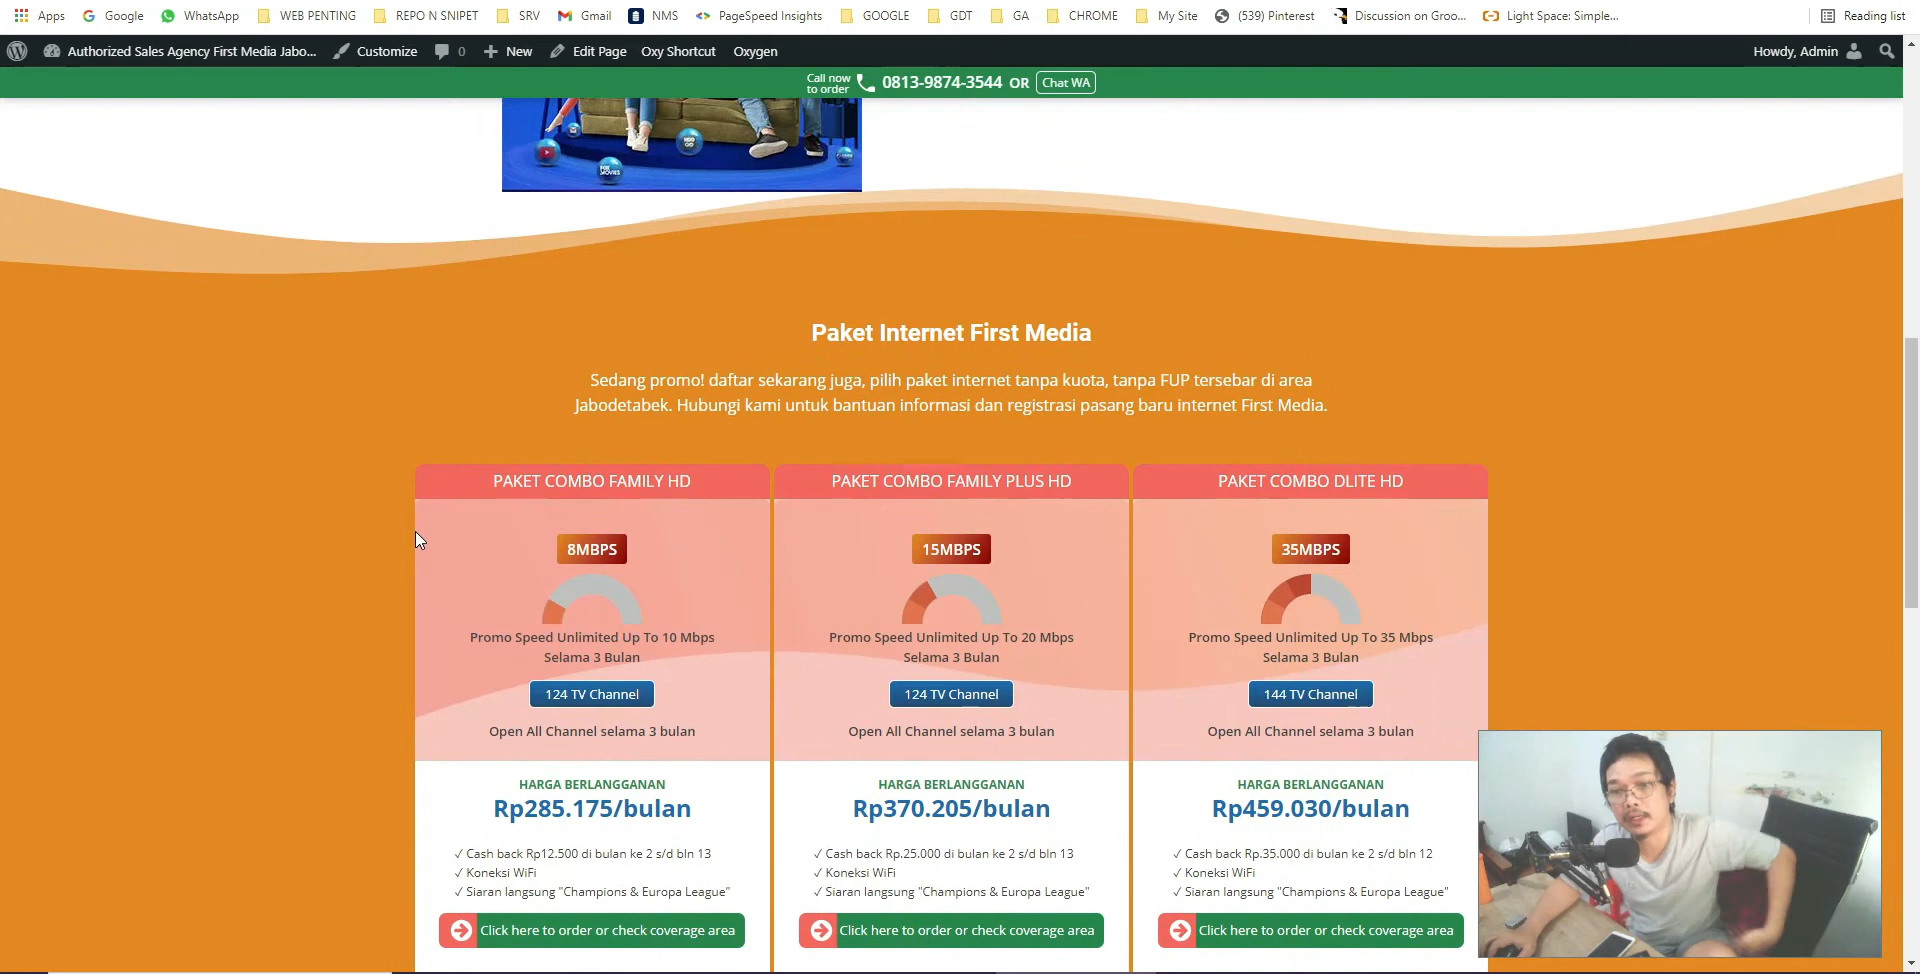 Apps Google WhatsApp WEB PENTING REPO N SNIPET SRV Gmail NMS PageSpeed Insights GOOGLE GDT GA CHROME My Site (539) Pinterest Discussion on Groo... Light Space: Simple... Reading list
Authorized Sales Agency First Media Jabo... Customize 0 New Edit Page Oxy Shortcut Oxygen Howdy, Admin
Call now
to order 0813-9874-3544 OR Chat WA
HBO GO
FOX MOVIES
Paket Internet First Media
Sedang promo! daftar sekarang juga, pilih paket internet tanpa kuota, tanpa FUP tersebar di area
Jabodetabek. Hubungi kami untuk bantuan informasi dan registrasi pasang baru internet First Media.
PAKET COMBO FAMILY HD
8MBPS
Promo Speed Unlimited Up To 10 Mbps
Selama 3 Bulan
124 TV Channel
Open All Channel selama 3 bulan
HARGA BERLANGGANAN
Rp285.175/bulan
✓ Cash back Rp12.500 di bulan ke 2 s/d bln 13
✓ Koneksi WiFi
✓ Siaran langsung "Champions & Europa League"
Click here to order or check coverage area
PAKET COMBO FAMILY PLUS HD
15MBPS
Promo Speed Unlimited Up To 20 Mbps
Selama 3 Bulan
124 TV Channel
Open All Channel selama 3 bulan
HARGA BERLANGGANAN
Rp370.205/bulan
✓ Cash back Rp.25.000 di bulan ke 2 s/d bln 13
✓ Koneksi WiFi
✓ Siaran langsung "Champions & Europa League"
Click here to order or check coverage area
PAKET COMBO DLITE HD
35MBPS
Promo Speed Unlimited Up To 35 Mbps
Selama 3 Bulan
144 TV Channel
Open All Channel selama 3 bulan
HARGA BERLANGGANAN
Rp459.030/bulan
✓ Cash back Rp.35.000 di bulan ke 2 s/d bln 12
✓ Koneksi WiFi
✓ Siaran langsung "Champions & Europa League"
Click here to order or check coverage area